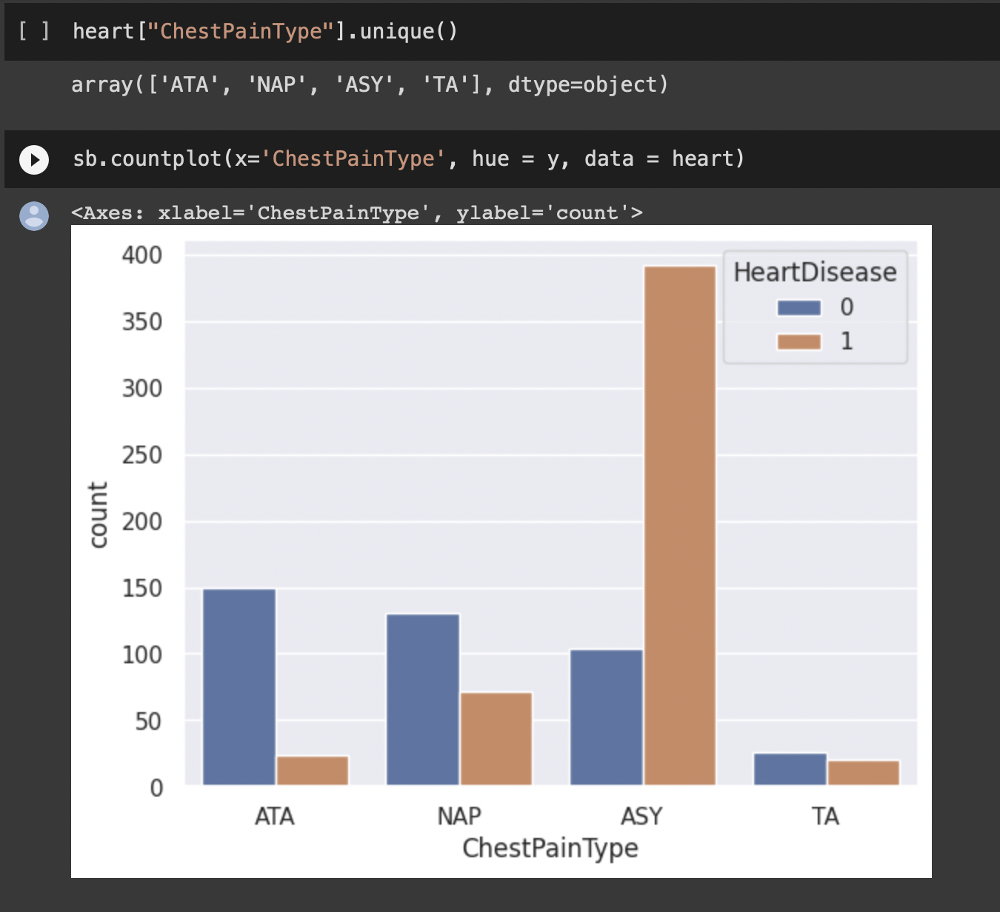 [ ] heart["ChestPainType"].unique()
array(['ATA', 'NAP', 'ASY', 'TA'], dtype=object)
sb.countplot(x='ChestPainType', hue = y, data = heart)
<Axes: xlabel='ChestPainType', ylabel='count'>
400
350
300
250
200
150
100
50
0
count
HeartDisease
0
1
ATA NAP ASY TA
ChestPainType